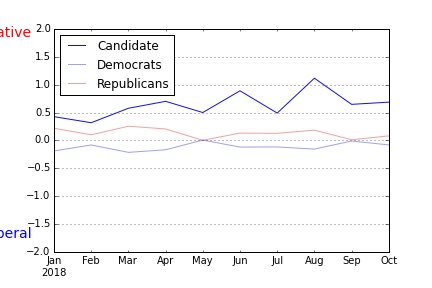 2.0
ative
Candidate
Democrats
Republicans
1.5
1.0
0.5
0.0
−0.5
−1.0
−1.5
peral
−2.0
Jan Feb Mar Apr May Jun Jul Aug Sep Oct
2018